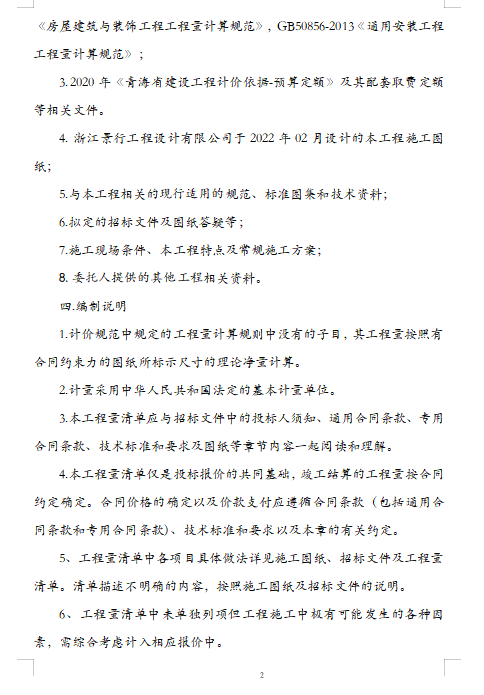 《房屋建筑与装饰工程工程量计算规范》，GB50856-2013《通用安装工程
工程量计算规范》；
3.2020 年《青海省建设工程计价依据-预算定额》及其配套取费定额
等相关文件。
4. 浙江景行工程设计有限公司于 2022 年 02 月设计的本工程施工图
纸；
5.与本工程相关的现行适用的规范、标准图集和技术资料；
6.拟定的招标文件及图纸答疑等；
7.施工现场条件、本工程特点及常规施工方案；
8. 委托人提供的其他工程相关资料。
四.编制说明
1.计价规范中规定的工程量计算规则中没有的子目，其工程量按照有
合同约束力的图纸所标示尺寸的理论净量计算。
2.计量采用中华人民共和国法定的基本计量单位。
3.本工程量清单应与招标文件中的投标人须知、通用合同条款、专用
合同条款、技术标准和要求及图纸等章节内容一起阅读和理解。
4.本工程量清单仅是投标报价的共同基础，竣工结算的工程量按合同
约定确定。合同价格的确定以及价款支付应遵循合同条款（包括通用合
同条款和专用合同条款)、技术标准和要求以及本章的有关约定。
5、工程量清单中各项目具体做法详见施工图纸、招标文件及工程量
清单。清单描述不明确的内容，按照施工图纸及招标文件的说明。
6、工程量清单中未单独列项但工程施工中极有可能发生的各种因
素，需综合考虑计入相应报价中。
2